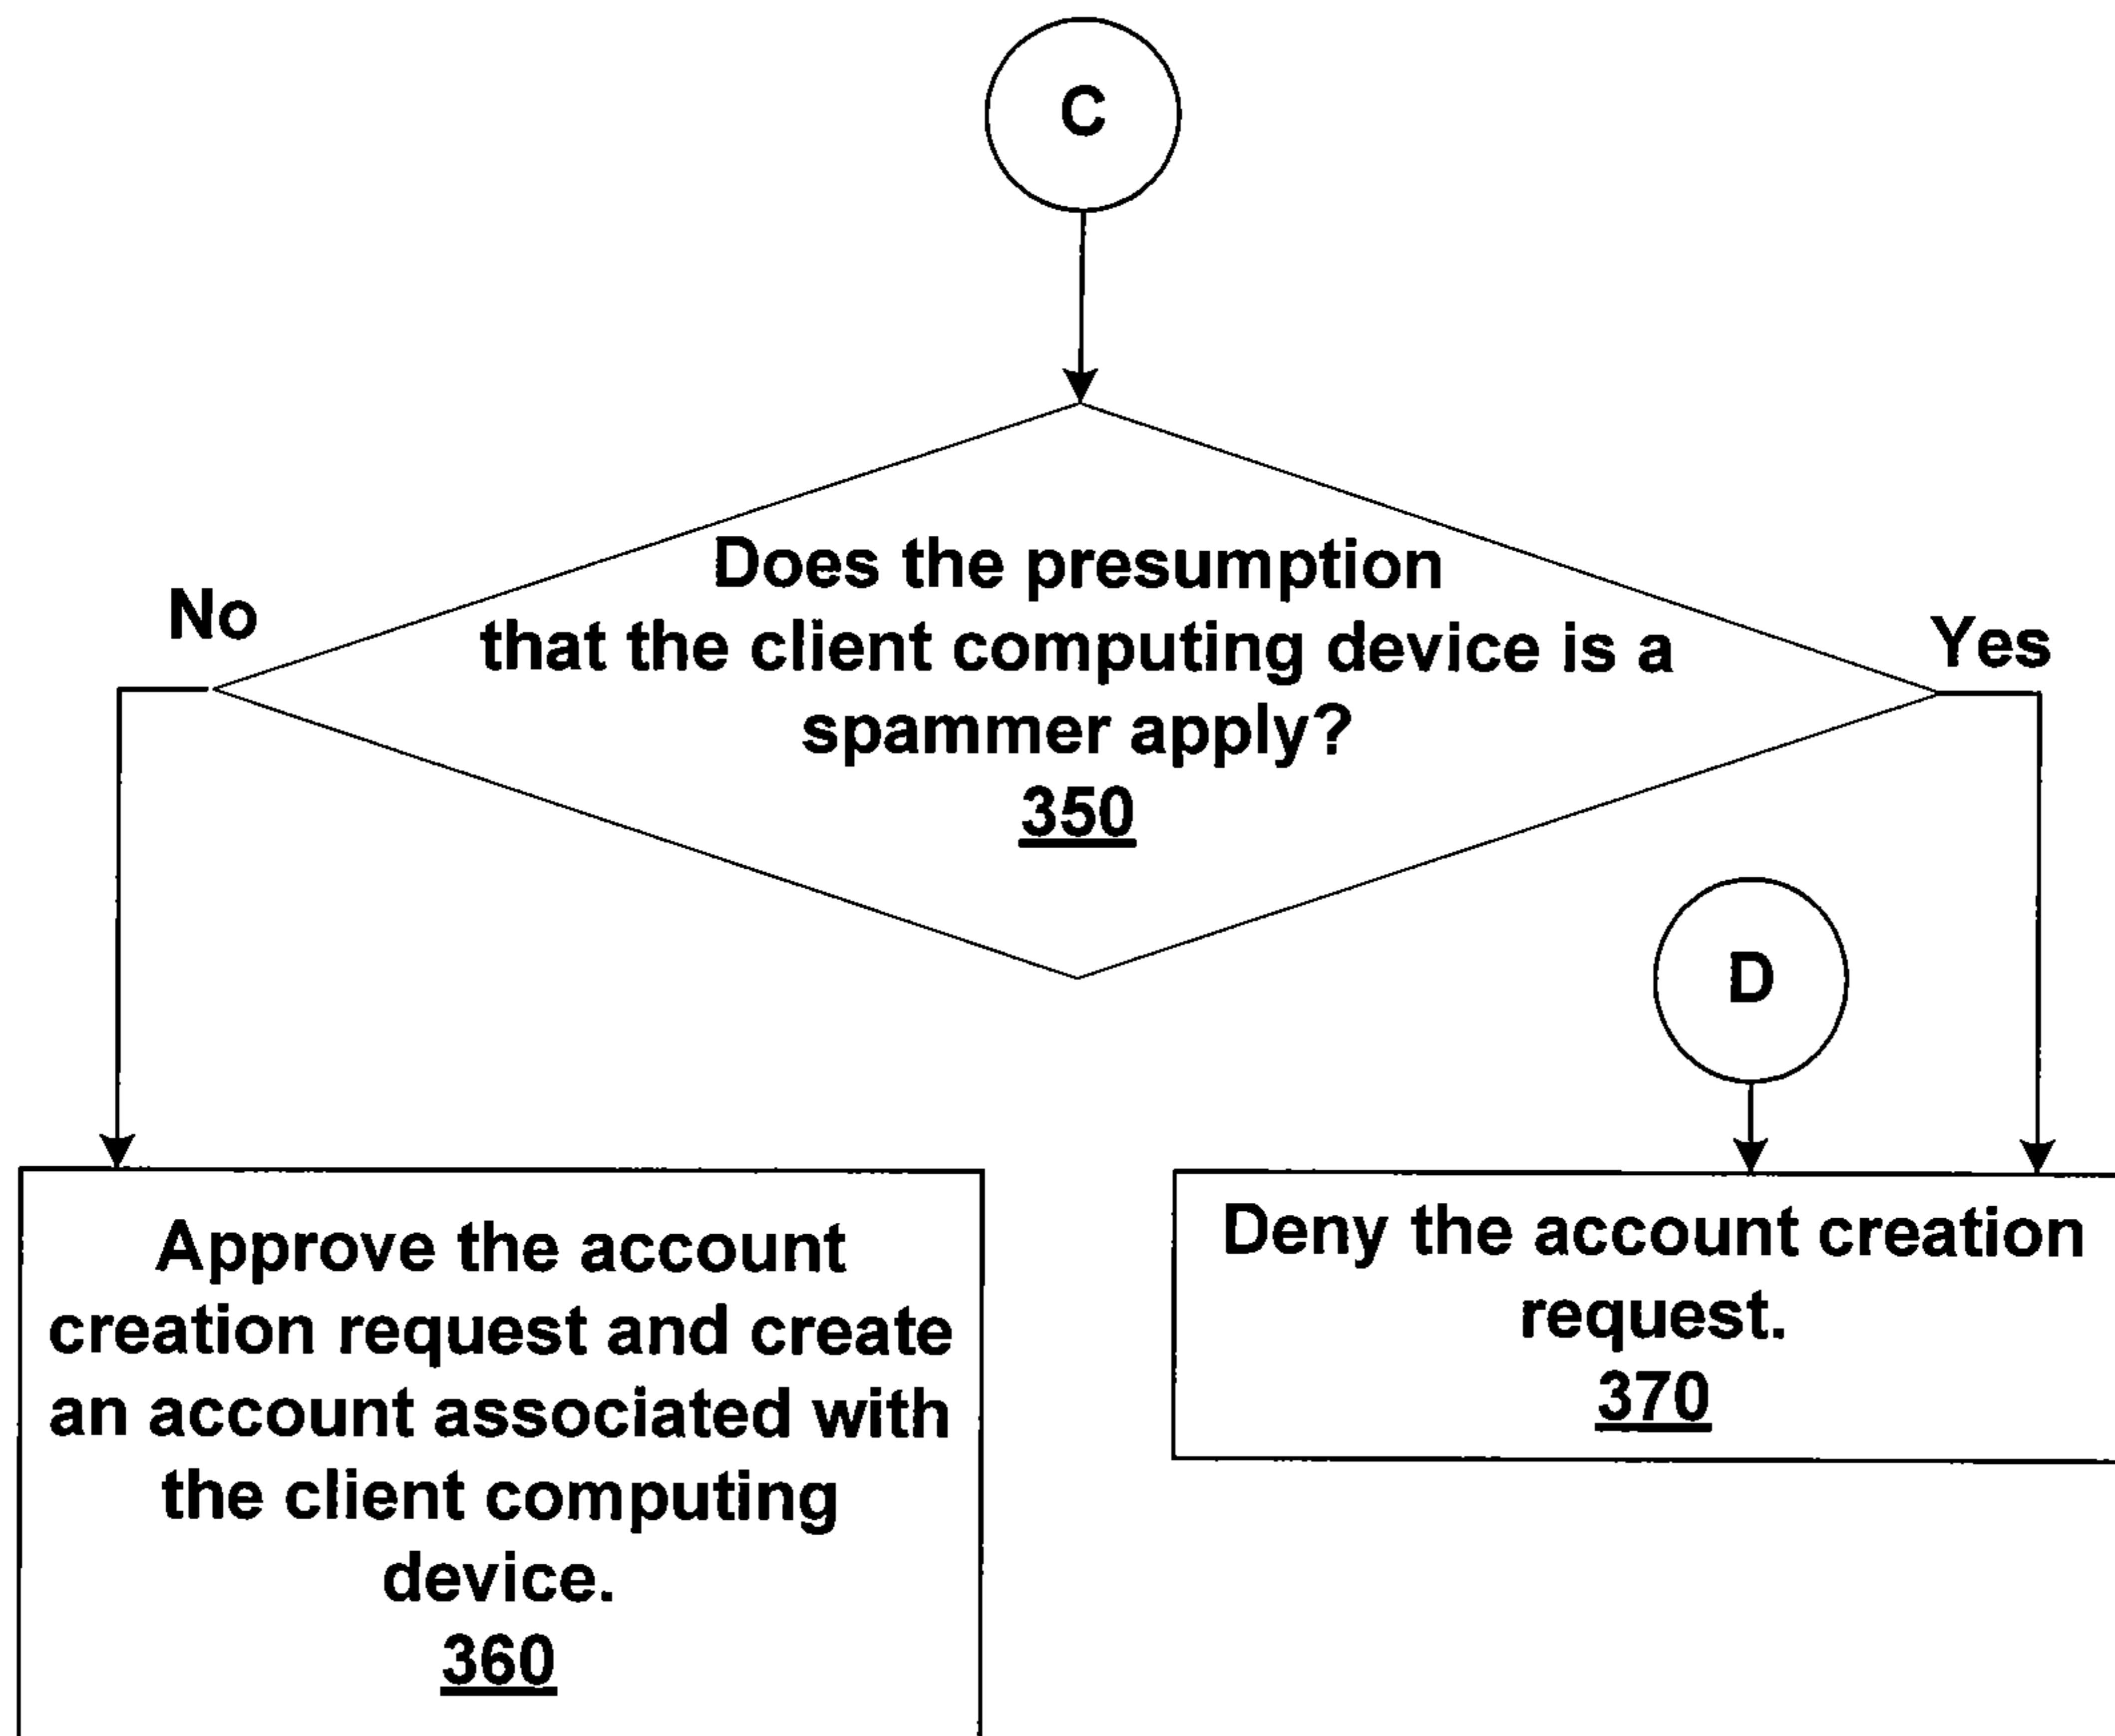 C
Does the presumption
that the client computing device is a
spammer apply?
350
No
Yes
D
Approve the account
creation request and create
an account associated with
the client computing
device.
360
Deny the account creation
request.
370